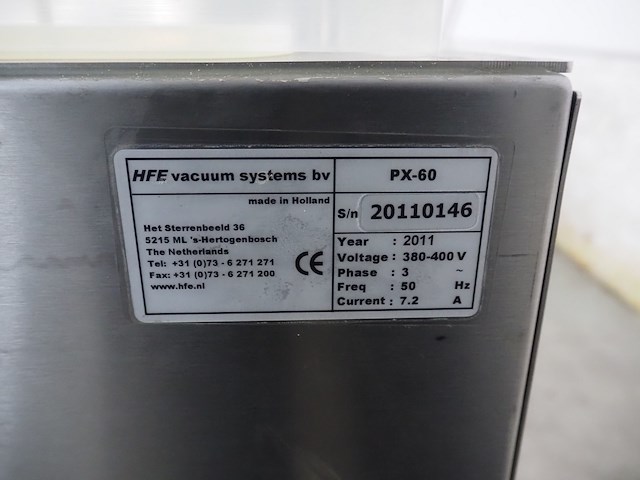 HFE vacuum systems bv
made in Holland
Het Sterrenbeeld 36
5215 ML 's-Hertogenbosch
The Netherlands
Tel: +31 (0)73 - 6 271 271
Fax: +31 (0)73 - 6 271 200
www.hfe.nl
CE
PX-60
S/n 20110146
Year : 2011
Voltage : 380-400 V
Phase : 3 ~
Freq : 50 Hz
Current : 7.2 A